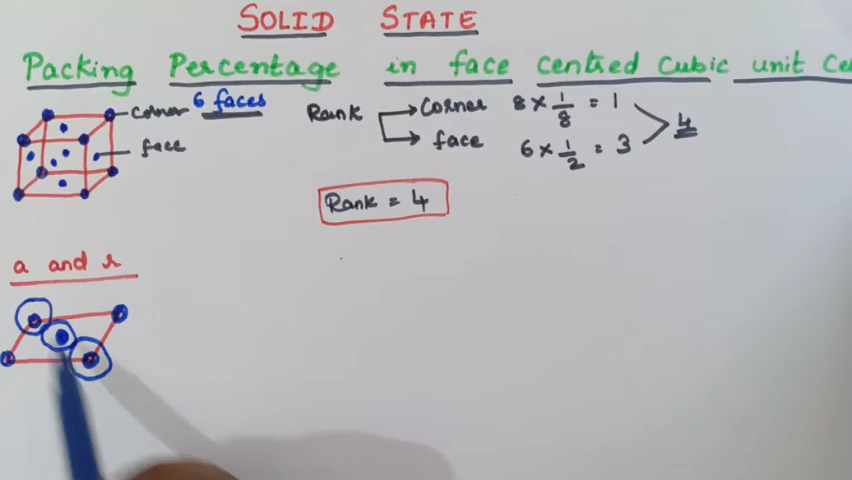 SOLID STATE
Packing Percentage in face centred cubic unit Ce
corner 6 faces
face
Rank → Corner 8 × 1/8 = 1
→ face 6 × 1/2 = 3
4
Rank = 4
a and r